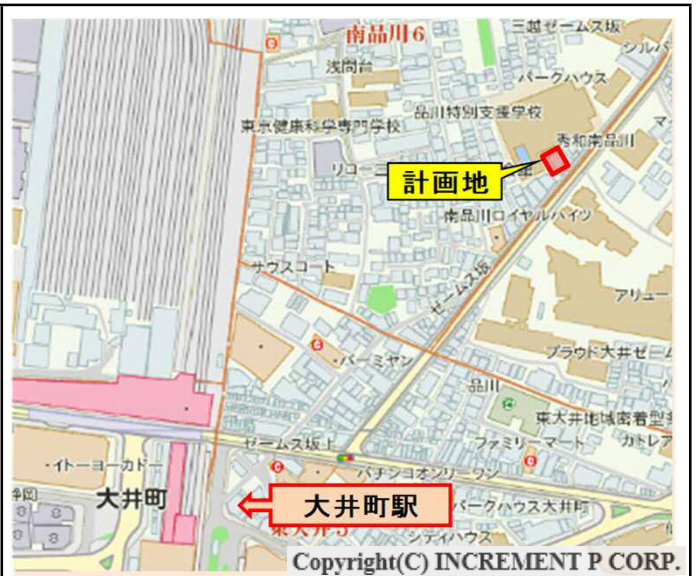 南品川6
三越ゼームス坂
シルバ
浅間台
パークハウス
品川特別支援学校
東京健康科学専門学校
マ
秀和南品川
リコー
計画地
南品川ロイヤルハイツ
サウスコート
ゼームス坂
アリュー
バーミヤン
プラウド大井ゼーム
品川
東大井地域密着型
ゼームス坂上
ファミリーマート
カトレア
イトーヨーカドー
パチンコオンリーワン
静岡
大井町
大井町駅
パークハウス大井町
東大井5
シティハウス
Copyright(C) INCREMENT P CORP.